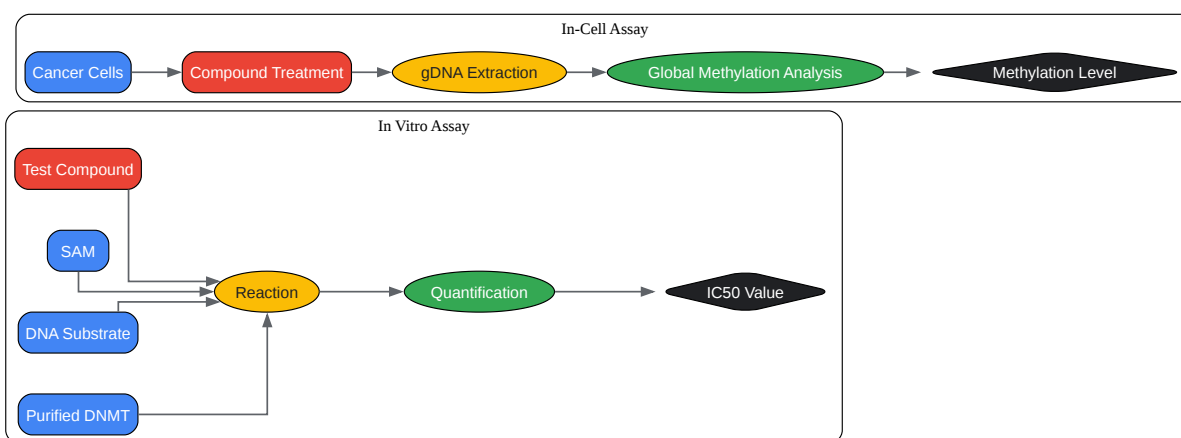 In-Cell Assay
Cancer Cells
Compound Treatment
gDNA Extraction
Global Methylation Analysis
Methylation Level
In Vitro Assay
Test Compound
SAM
Reaction
Quantification
IC50 Value
DNA Substrate
Purified DNMT